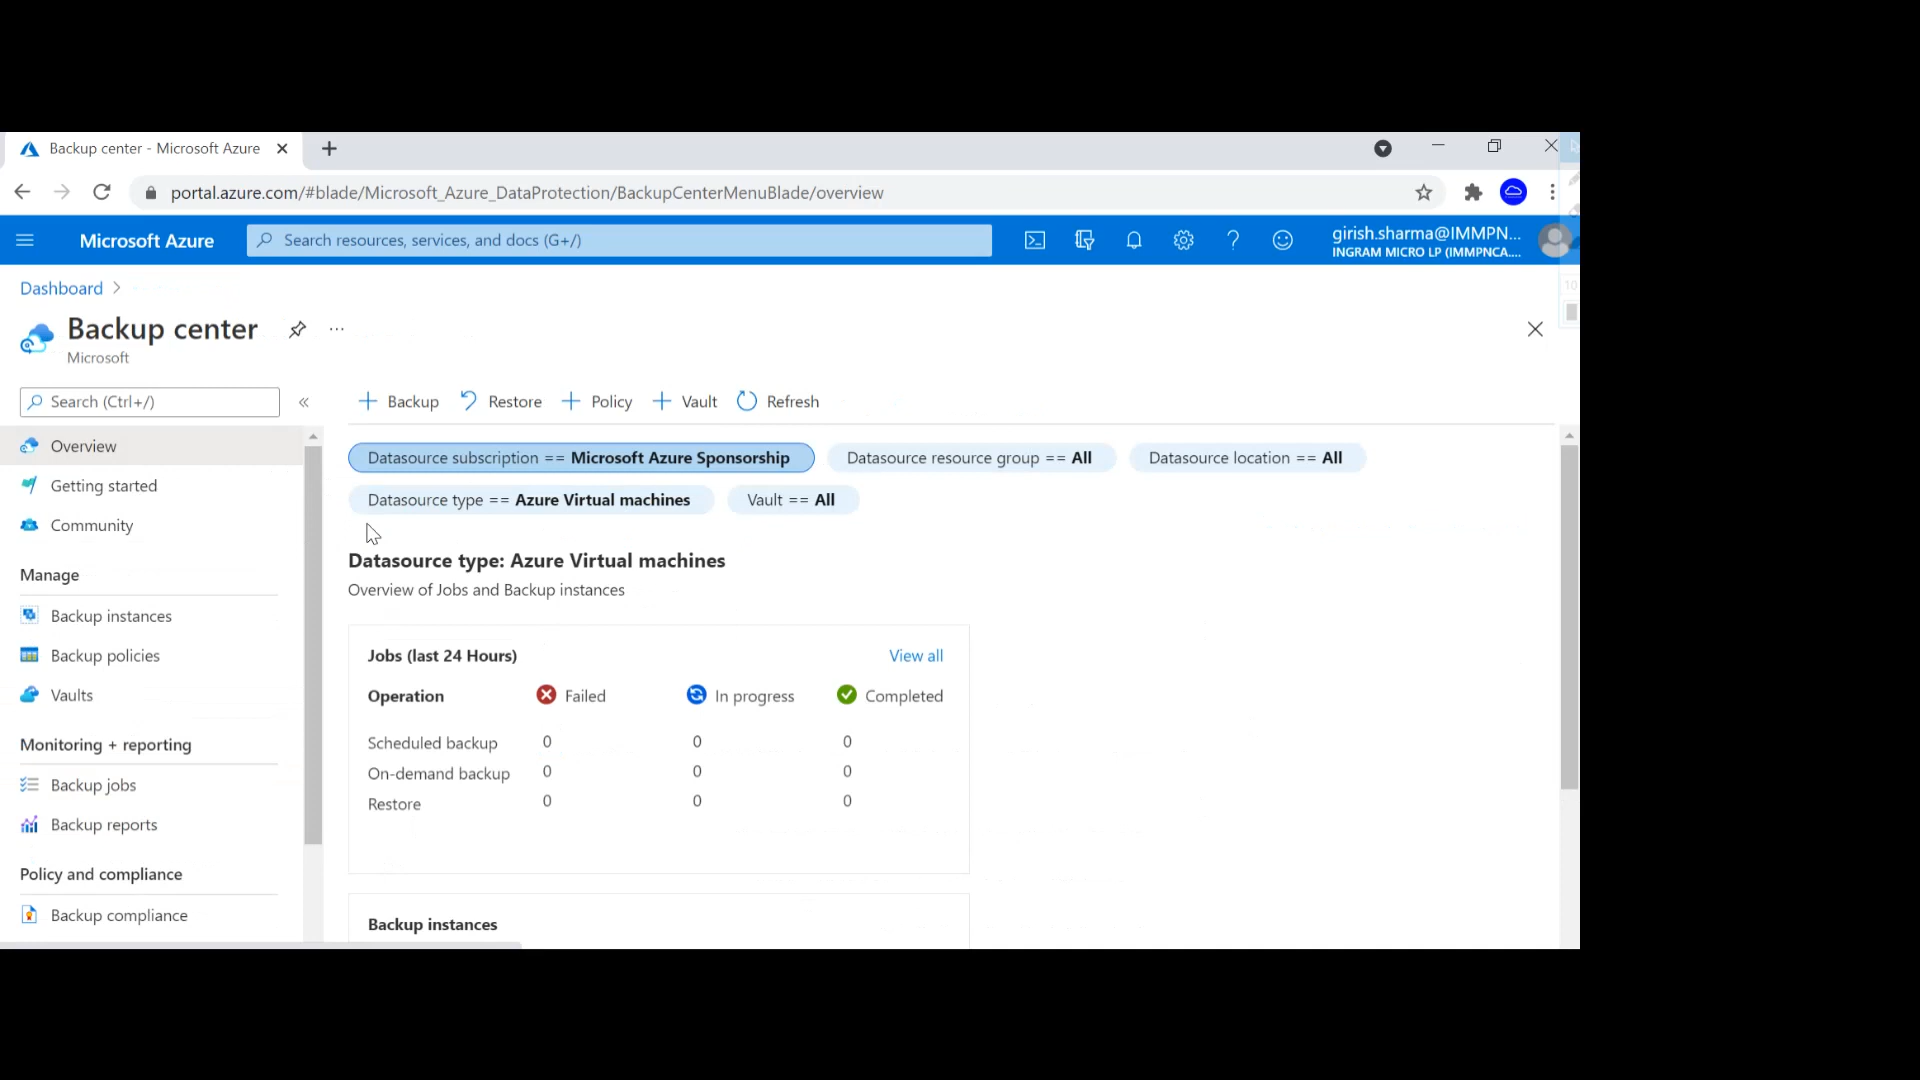 Backup center - Microsoft Azure
portal.azure.com/#blade/Microsoft_Azure_DataProtection/BackupCenterMenuBlade/overview
Microsoft Azure
Search resources, services, and docs (G+/)
girish.sharma@IMMPN...
INGRAM MICRO LP (IMMPNCA....
Dashboard >
Backup center
...
Microsoft
Search (Ctrl+/)
«
+ Backup
Restore
+ Policy
+ Vault
Refresh
Overview
Getting started
Community
Manage
Backup instances
Backup policies
Vaults
Monitoring + reporting
Backup jobs
Backup reports
Policy and compliance
Backup compliance
Datasource subscription == Microsoft Azure Sponsorship
Datasource resource group == All
Datasource location == All
Datasource type == Azure Virtual machines
Vault == All
Datasource type: Azure Virtual machines
Overview of Jobs and Backup instances
Jobs (last 24 Hours)
View all
Operation
Failed
In progress
Completed
Scheduled backup 0 0 0
On-demand backup 0 0 0
Restore 0 0 0
Backup instances